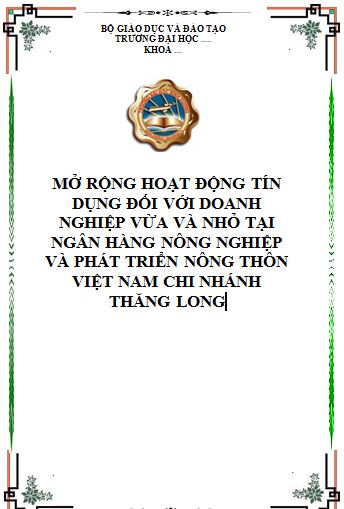 BỘ GIÁO DỤC VÀ ĐÀO TẠO
TRƯỜNG ĐẠI HỌC .....
KHOA ....
MỞ RỘNG HOẠT ĐỘNG TÍN
DỤNG ĐỐI VỚI DOANH
NGHIỆP VỪA VÀ NHỎ TẠI
NGÂN HÀNG NÔNG NGHIỆP
VÀ PHÁT TRIỂN NÔNG THÔN
VIỆT NAM CHI NHÁNH
THĂNG LONG